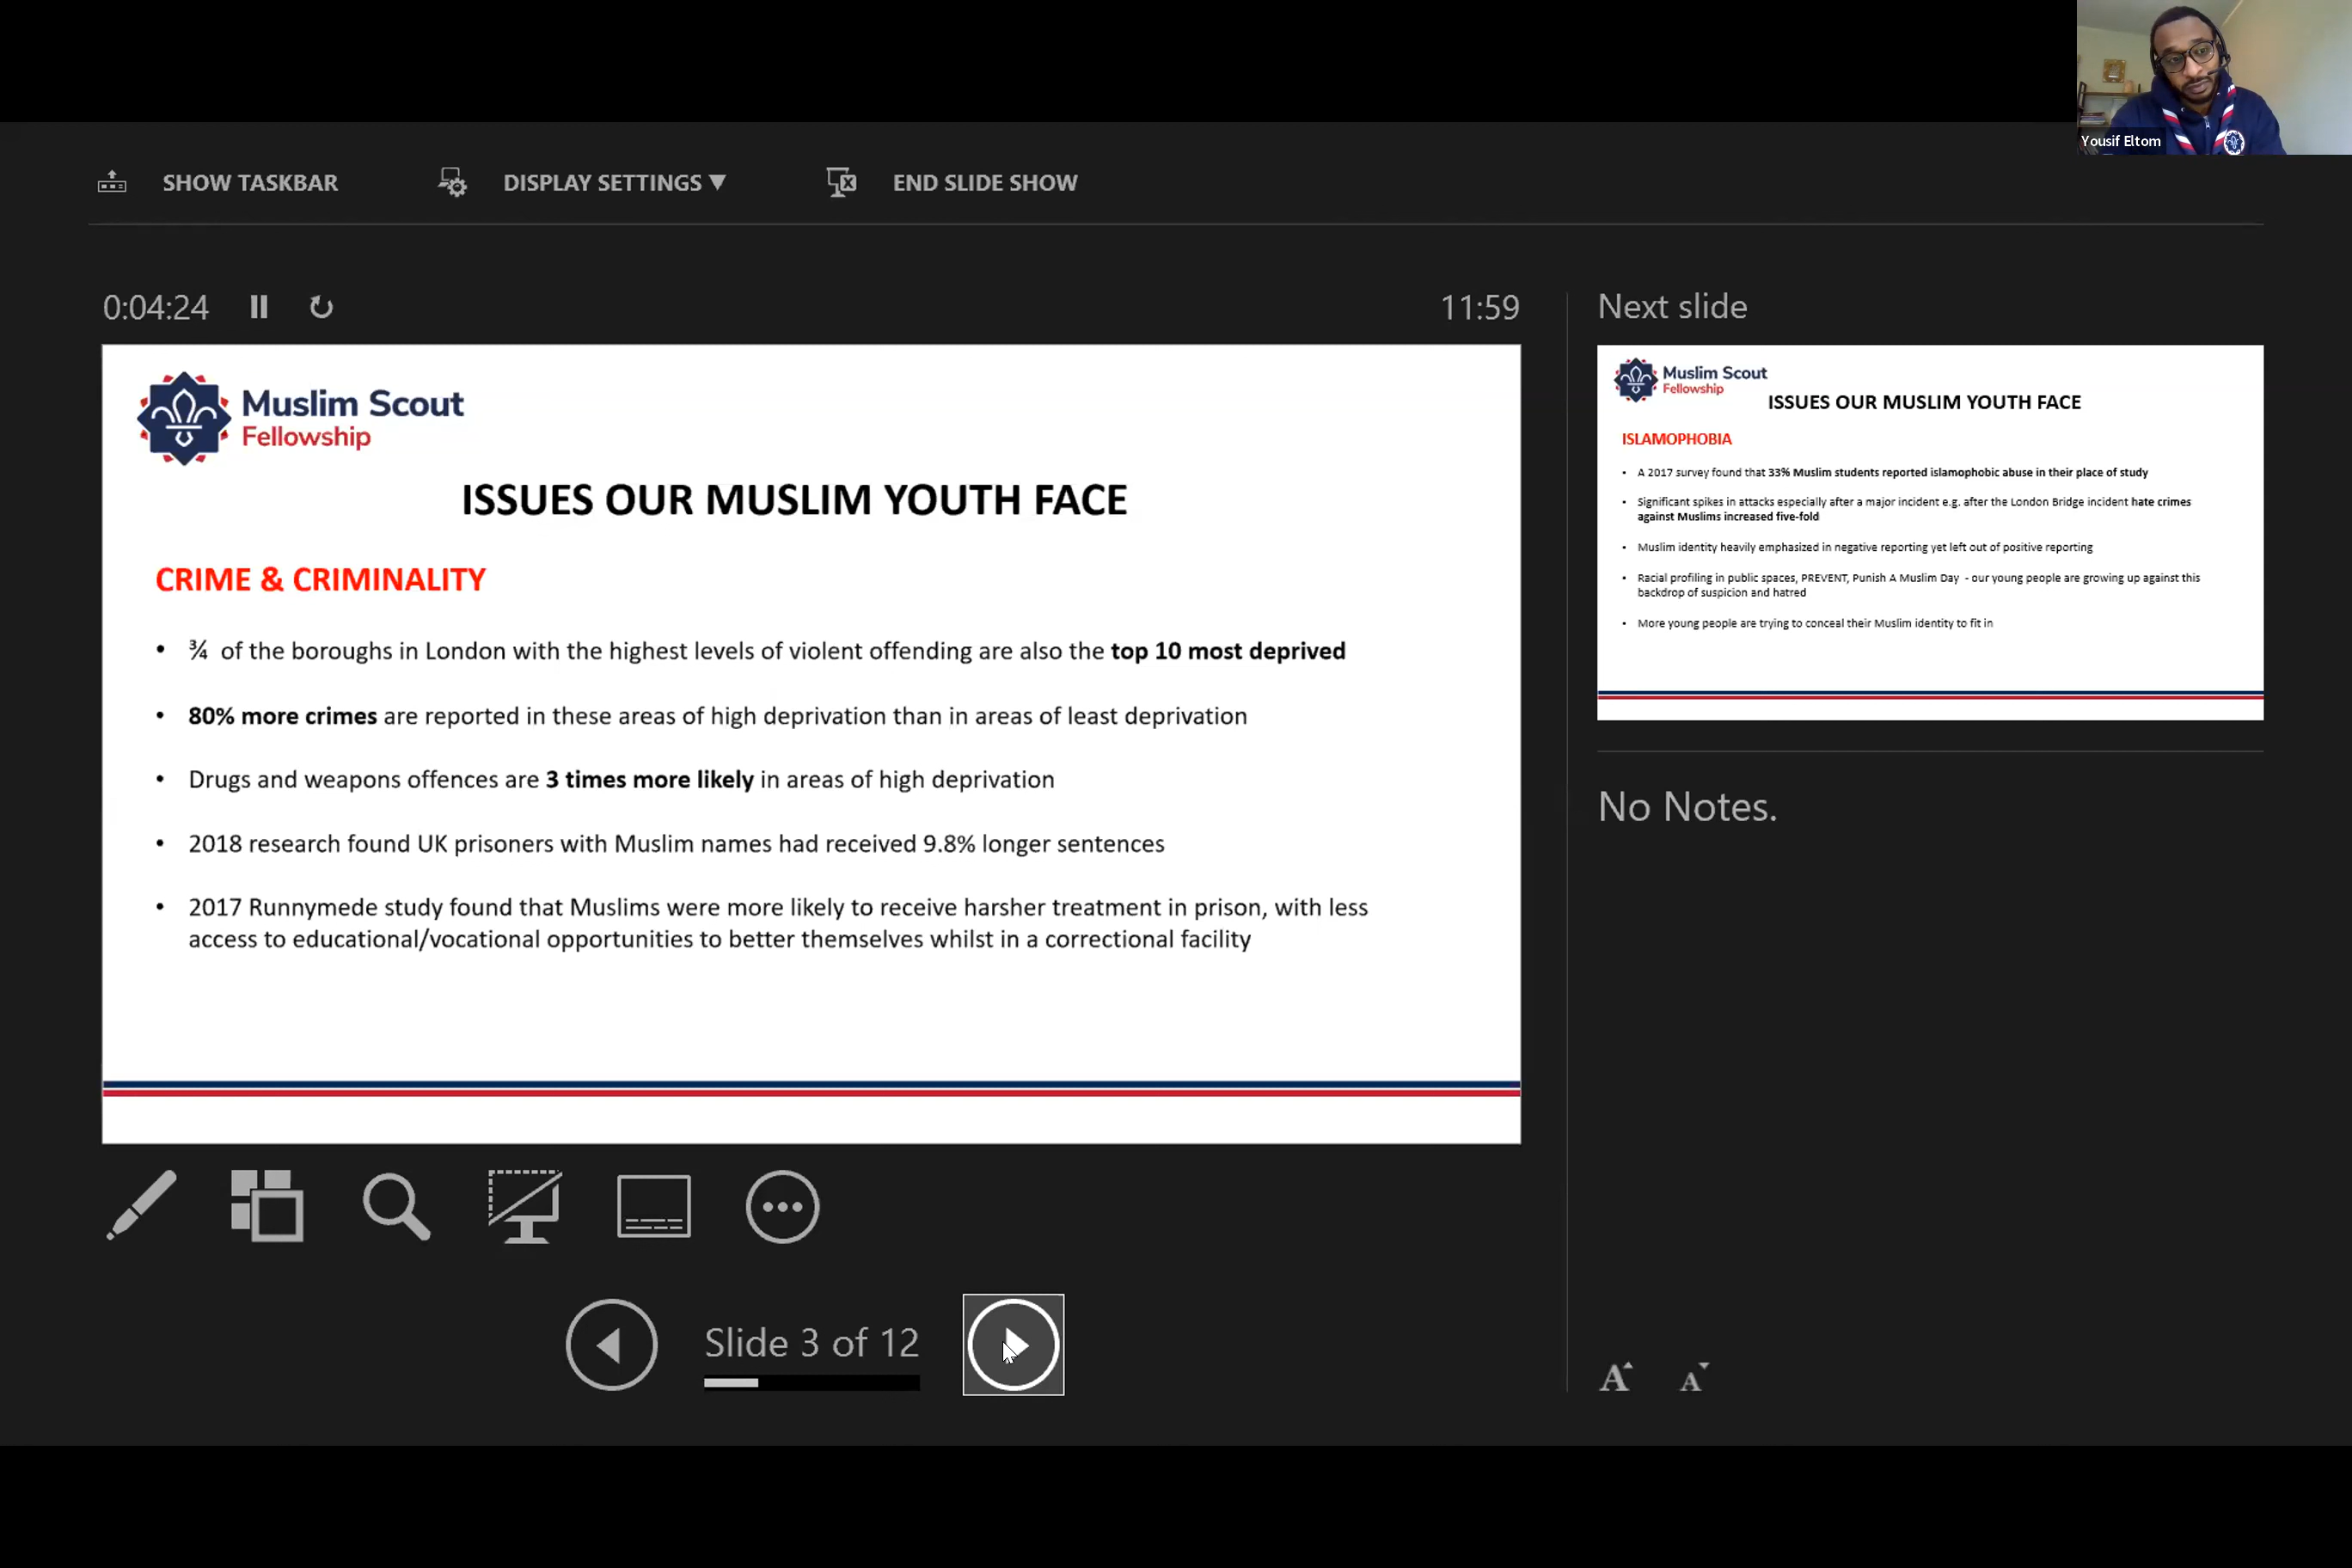 Yousif Eltom
SHOW TASKBAR
DISPLAY SETTINGS ▼
END SLIDE SHOW
0:04:24
11:59
Muslim Scout
Fellowship
ISSUES OUR MUSLIM YOUTH FACE
CRIME & CRIMINALITY
• ¾ of the boroughs in London with the highest levels of violent offending are also the top 10 most deprived
• 80% more crimes are reported in these areas of high deprivation than in areas of least deprivation
• Drugs and weapons offences are 3 times more likely in areas of high deprivation
• 2018 research found UK prisoners with Muslim names had received 9.8% longer sentences
• 2017 Runnymede study found that Muslims were more likely to receive harsher treatment in prison, with less
access to educational/vocational opportunities to better themselves whilst in a correctional facility
Slide 3 of 12
Next slide
Muslim Scout
Fellowship
ISSUES OUR MUSLIM YOUTH FACE
ISLAMOPHOBIA
• A 2017 survey found that 33% Muslim students reported islamophobic abuse in their place of study
• Significant spikes in attacks especially after a major incident e.g. after the London Bridge incident hate crimes
against Muslims increased five-fold
• Muslim identity heavily emphasized in negative reporting yet left out of positive reporting
• Racial profiling in public spaces, PREVENT, Punish A Muslim Day - our young people are growing up against this
backdrop of suspicion and hatred
• More young people are trying to conceal their Muslim identity to fit in
No Notes.
A A